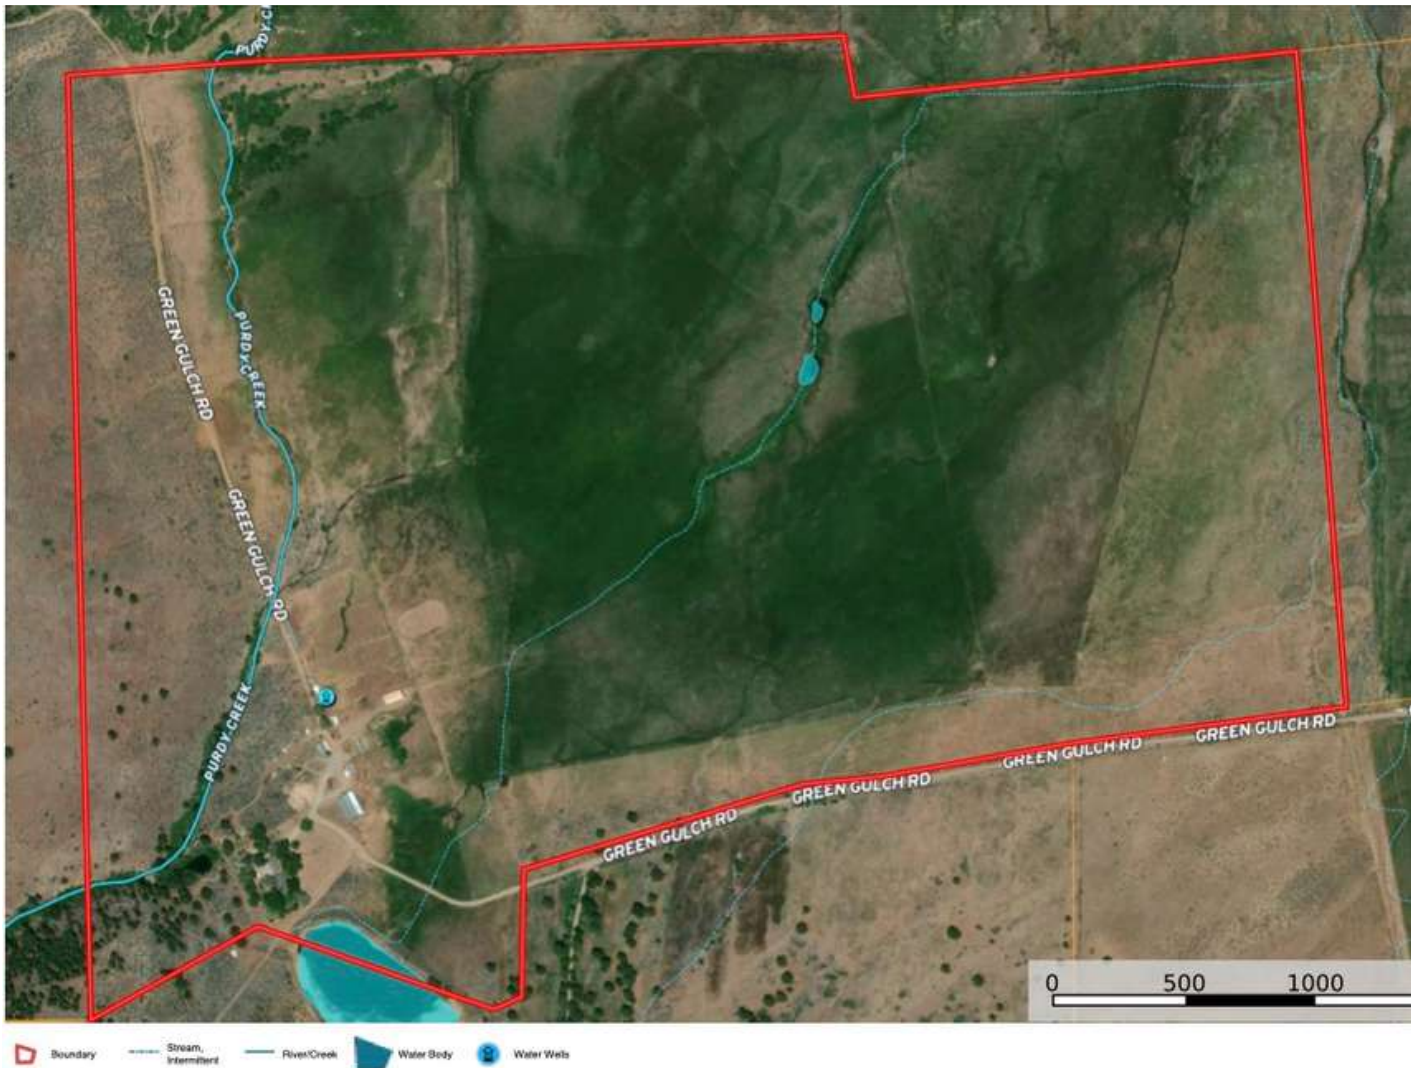 PURDY C
GREEN GULCH RD
PURDY C
CREEK
GREEN GULCH RD
PURDY CREEK
GREEN GULCH RD
GREEN GULCH RD
GREEN GULCH RD
GREEN GULCH RD
0 500 1000
Boundary
Stream, Intermittent
River/Creek
Water Body
Water Wells